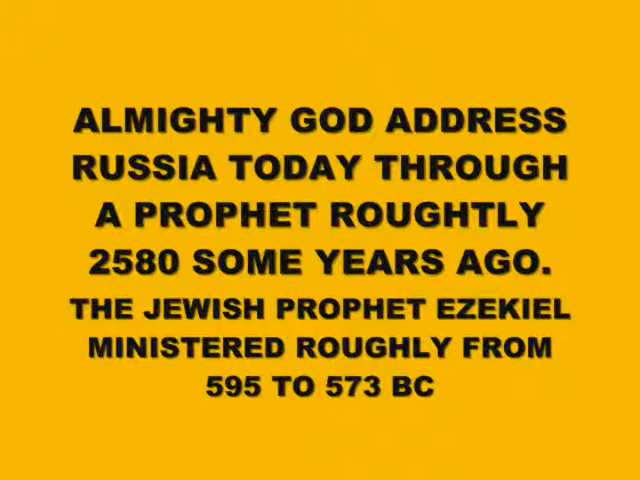 ALMIGHTY GOD ADDRESS
RUSSIA TODAY THROUGH
A PROPHET ROUGHTLY
2580 SOME YEARS AGO.
THE JEWISH PROPHET EZEKIEL
MINISTERED ROUGHLY FROM
595 TO 573 BC